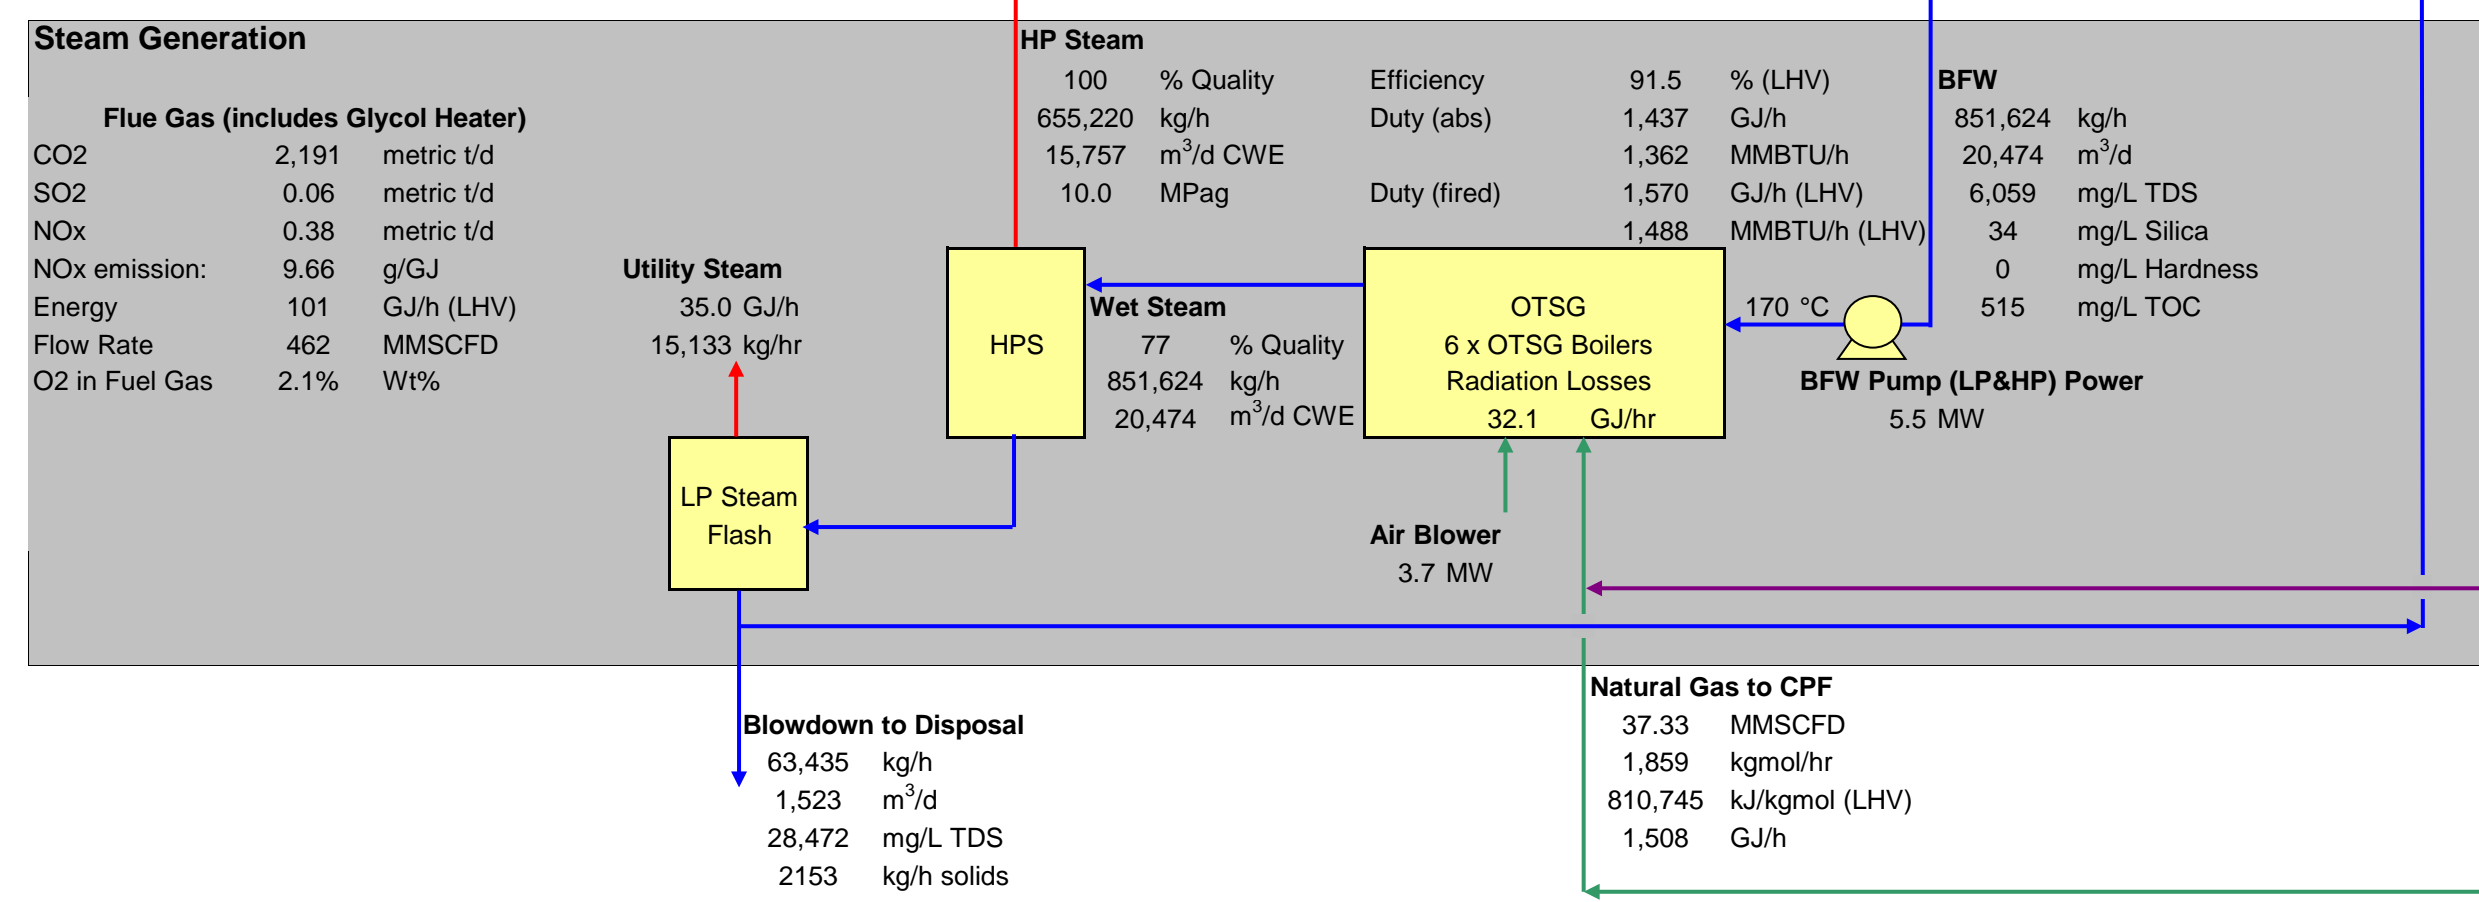 Steam Generation
Flue Gas (includes Glycol Heater)
CO2 2,191 metric t/d
SO2 0.06 metric t/d
NOx 0.38 metric t/d
NOx emission: 9.66 g/GJ
Energy 101 GJ/h (LHV)
Flow Rate 462 MMSCFD
O2 in Fuel Gas 2.1% Wt%
Utility Steam
35.0 GJ/h
15,133 kg/hr
LP Steam
Flash
HP Steam
100 % Quality
655,220 kg/h
15,757 m³/d CWE
10.0 MPag
HPS
Wet Steam
77 % Quality
851,624 kg/h
20,474 m³/d CWE
Efficiency 91.5 % (LHV)
Duty (abs) 1,437 GJ/h
1,362 MMBTU/h
Duty (fired) 1,570 GJ/h (LHV)
1,488 MMBTU/h (LHV)
OTSG
6 x OTSG Boilers
Radiation Losses
32.1 GJ/hr
Air Blower
3.7 MW
170 °C
BFW
851,624 kg/h
20,474 m³/d
6,059 mg/L TDS
34 mg/L Silica
0 mg/L Hardness
515 mg/L TOC
BFW Pump (LP&HP) Power
5.5 MW
Blowdown to Disposal
63,435 kg/h
1,523 m³/d
28,472 mg/L TDS
2153 kg/h solids
Natural Gas to CPF
37.33 MMSCFD
1,859 kgmol/hr
810,745 kJ/kgmol (LHV)
1,508 GJ/h